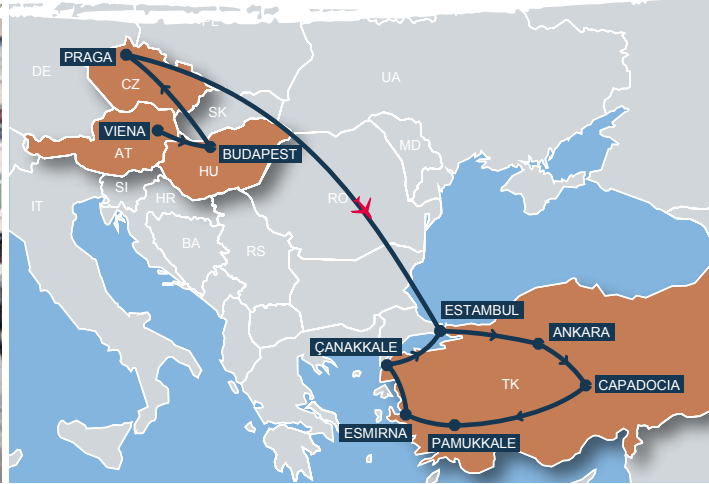 PL
DE
PRAGA
CZ
UA
SK
VIENA
AT
BUDAPEST
HU
MD
SI
HR
RO
IT
BA
RS
ESTAMBUL
ANKARA
ÇANAKKALE
TK
CAPADOCIA
ESMIRNA
PAMUKKALE